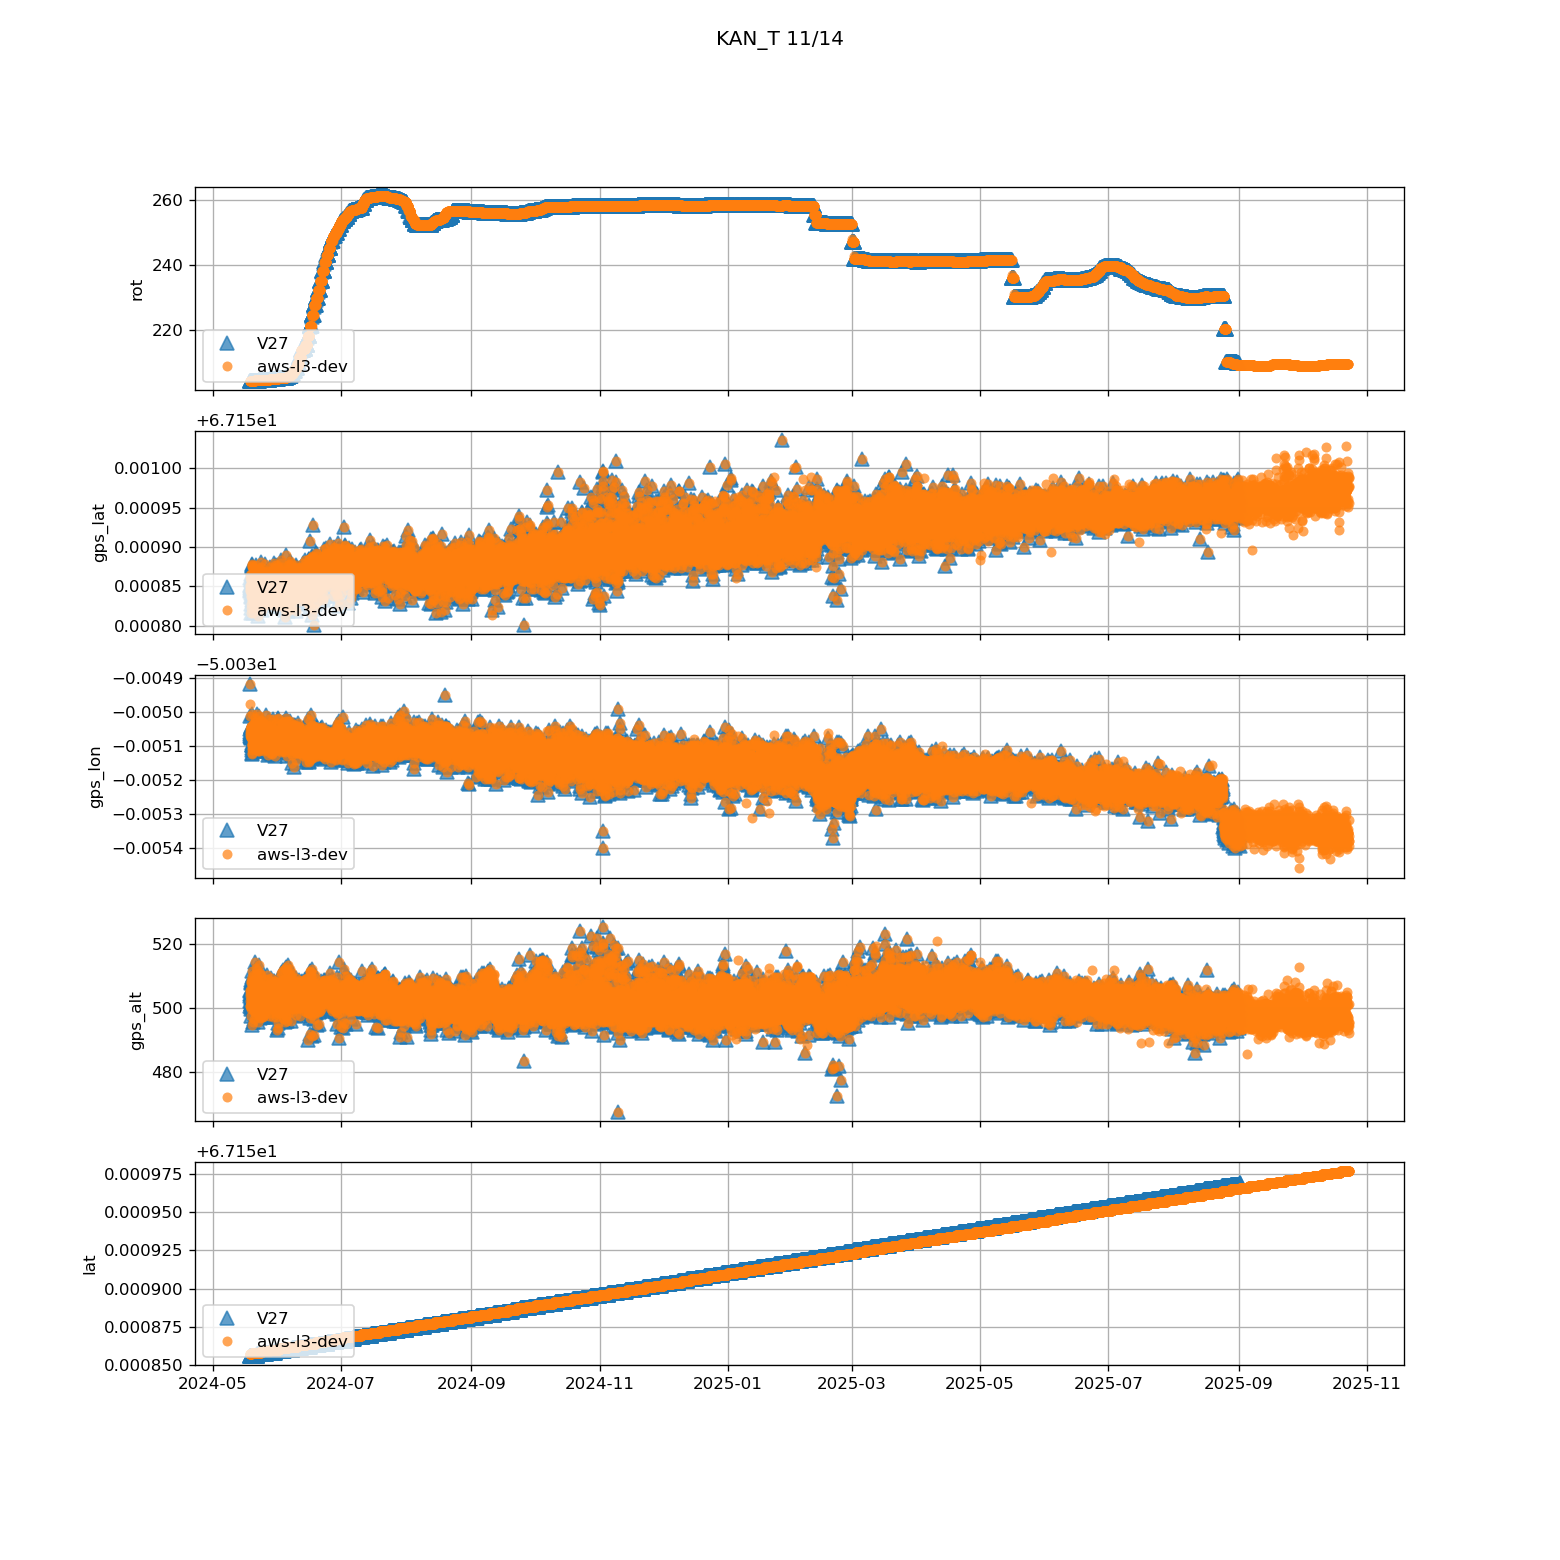 KAN_T 11/14
260
240
220
rot
V27
aws-l3-dev
+6.715e1
0.00100
0.00095
0.00090
0.00085
0.00080
gps_lat
V27
aws-l3-dev
−5.003e1
−0.0049
−0.0050
−0.0051
−0.0052
−0.0053
−0.0054
gps_lon
V27
aws-l3-dev
520
500
480
gps_alt
V27
aws-l3-dev
+6.715e1
0.000975
0.000950
0.000925
0.000900
0.000875
0.000850
lat
V27
aws-l3-dev
2024-05 2024-07 2024-09 2024-11 2025-01 2025-03 2025-05 2025-07 2025-09 2025-11